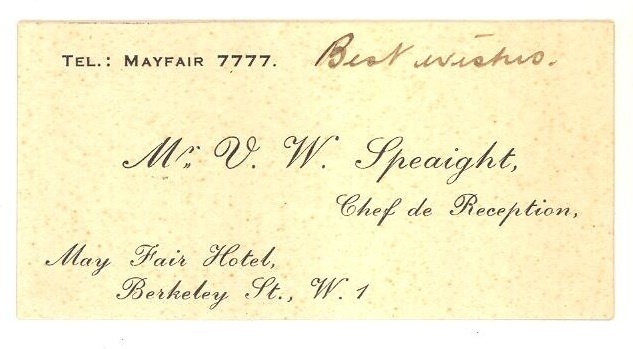 TEL.: MAYFAIR 7777. Best wishes.
Mr. V. W. Speaight,
Chef de Reception,
May Fair Hotel,
Berkeley St., W. 1